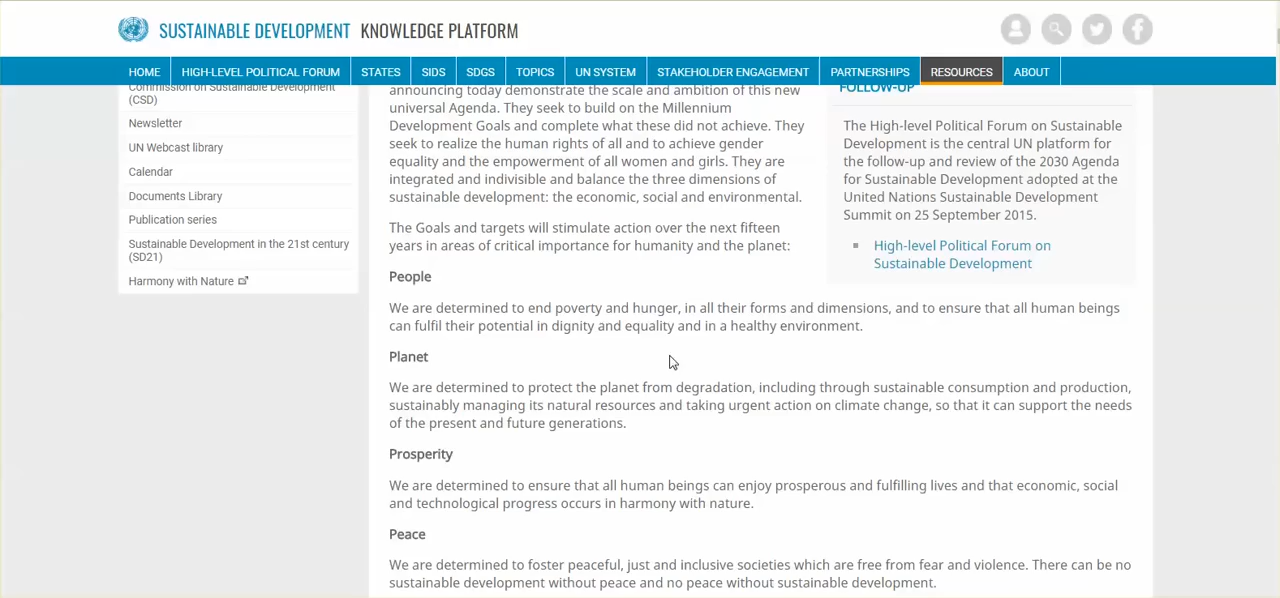 SUSTAINABLE DEVELOPMENT KNOWLEDGE PLATFORM
HOME HIGH-LEVEL POLITICAL FORUM STATES SIDS SDGS TOPICS UN SYSTEM STAKEHOLDER ENGAGEMENT PARTNERSHIPS RESOURCES ABOUT
Commission on Sustainable Development
(CSD)
Newsletter
UN Webcast library
Calendar
Documents Library
Publication series
Sustainable Development in the 21st century
(SD21)
Harmony with Nature
announcing today demonstrate the scale and ambition of this new
universal Agenda. They seek to build on the Millennium
Development Goals and complete what these did not achieve. They
seek to realize the human rights of all and to achieve gender
equality and the empowerment of all women and girls. They are
integrated and indivisible and balance the three dimensions of
sustainable development: the economic, social and environmental.
The Goals and targets will stimulate action over the next fifteen
years in areas of critical importance for humanity and the planet:
People
We are determined to end poverty and hunger, in all their forms and dimensions, and to ensure that all human beings
can fulfil their potential in dignity and equality and in a healthy environment.
Planet
We are determined to protect the planet from degradation, including through sustainable consumption and production,
sustainably managing its natural resources and taking urgent action on climate change, so that it can support the needs
of the present and future generations.
Prosperity
We are determined to ensure that all human beings can enjoy prosperous and fulfilling lives and that economic, social
and technological progress occurs in harmony with nature.
Peace
We are determined to foster peaceful, just and inclusive societies which are free from fear and violence. There can be no
sustainable development without peace and no peace without sustainable development.
FOLLOW-UP
The High-level Political Forum on Sustainable
Development is the central UN platform for
the follow-up and review of the 2030 Agenda
for Sustainable Development adopted at the
United Nations Sustainable Development
Summit on 25 September 2015.
High-level Political Forum on
Sustainable Development